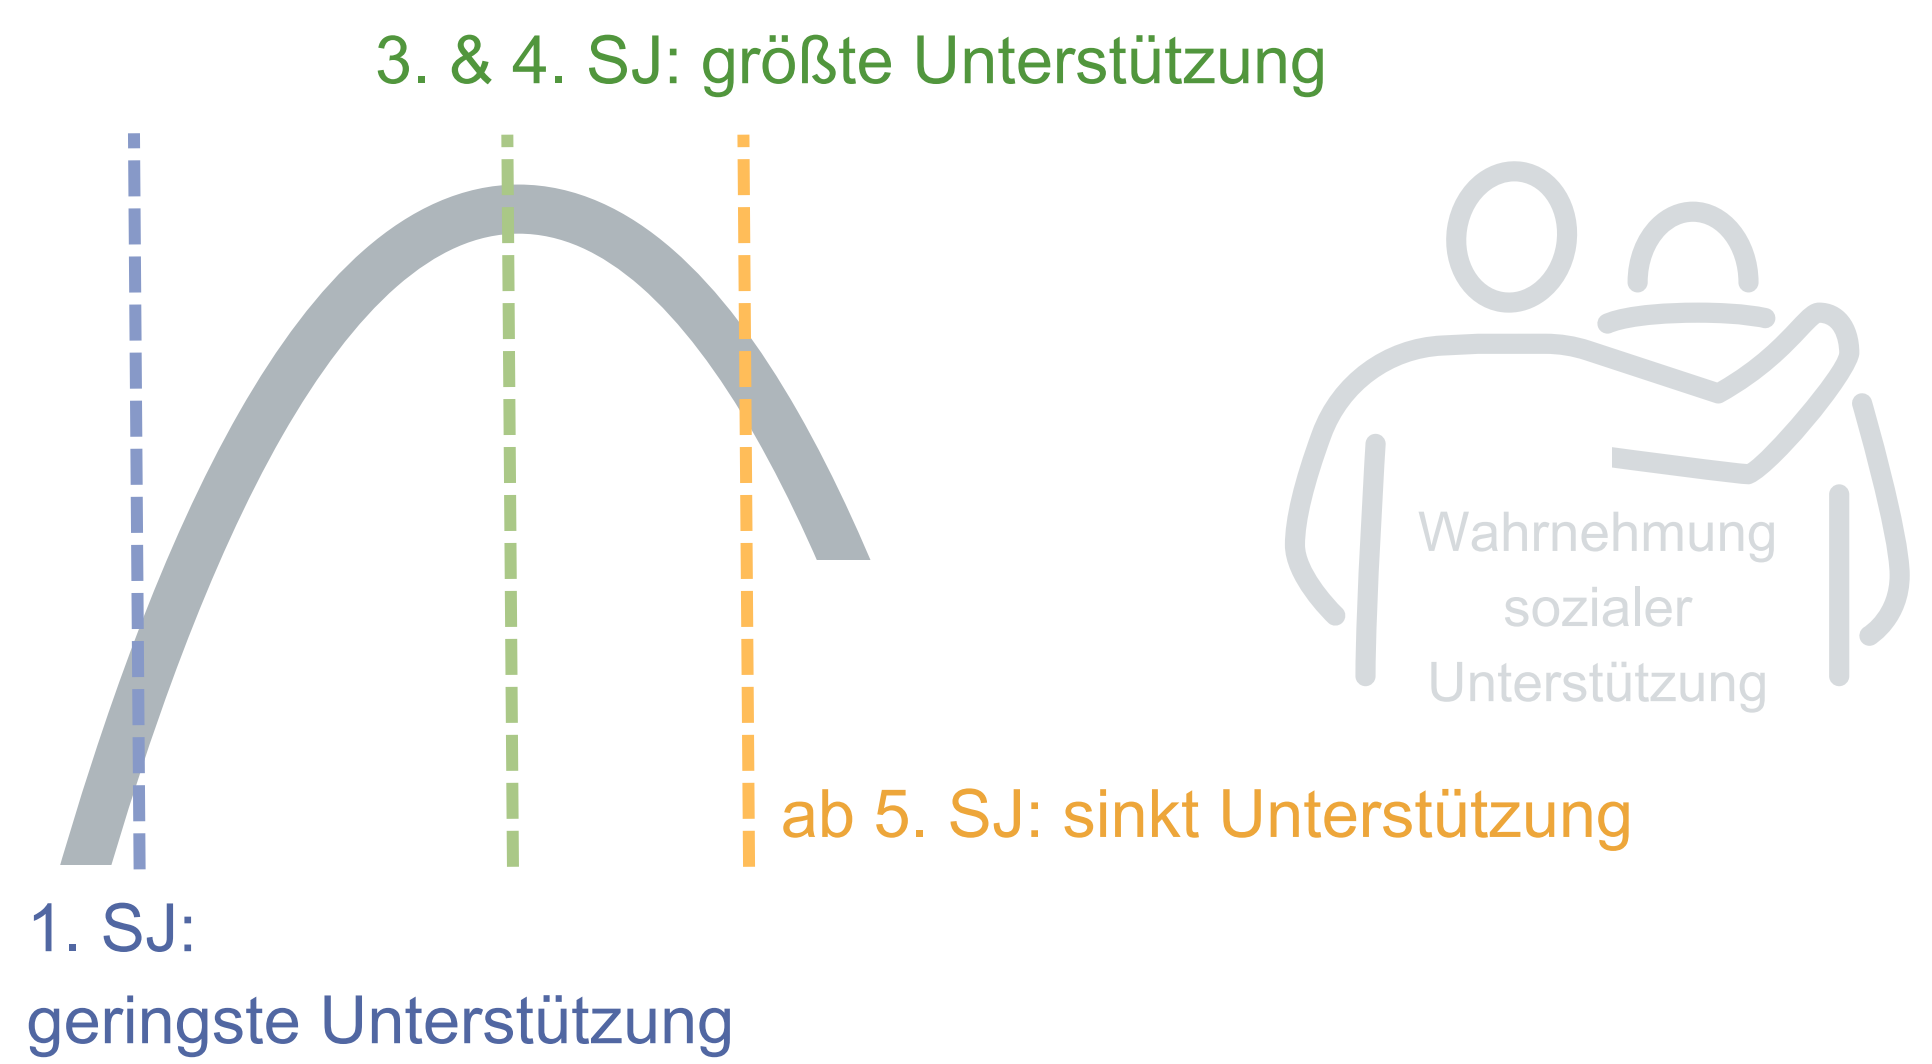 3. & 4. SJ: größte Unterstützung
Wahrnehmung
sozialer
Unterstützung
ab 5. SJ: sinkt Unterstützung
1. SJ:
geringste Unterstützung